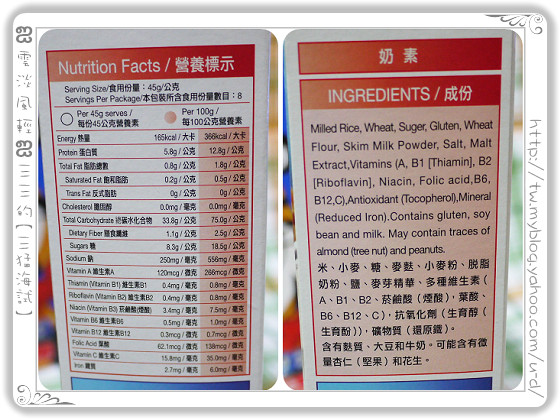 雲淡風輕
三三的【三猛海試】
Nutrition Facts / 營養標示
Serving Size/食用份量：45g/公克
Servings Per Package/本包裝所含食用份量數目：8
Per 45g serves / 每份45公克營養素
Per 100g / 每100公克營養素
Energy 熱量 165kcal / 大卡 366kcal / 大卡
Protein 蛋白質 5.8g / 公克 12.8g / 公克
Total Fat 脂肪總數 0.8g / 公克 1.8g / 公克
Saturated Fat 飽和脂肪 0.2g / 公克 0.5g / 公克
Trans Fat 反式脂肪 0g / 公克 0g / 公克
Cholesterol 膽固醇 0.0mg / 毫克 0.0mg / 毫克
Total Carbohydrate 總碳水化合物 33.8g / 公克 75.0g / 公克
Dietary Fiber 膳食纖維 1.1g / 公克 2.5g / 公克
Sugars 糖 8.3g / 公克 18.5g / 公克
Sodium 鈉 250mg / 毫克 556mg / 毫克
Vitamin A 維生素A 120mcg / 微克 266mcg / 微克
Thiamin (Vitamin B1) 維生素B1 0.4mg / 毫克 0.8mg / 毫克
Riboflavin (Vitamin B2) 維生素B2 0.4mg / 毫克 0.8mg / 毫克
Niacin (Vitamin B3) 菸鹼酸(煙酸) 3.4mg / 毫克 7.5mg / 毫克
Vitamin B6 維生素B6 0.5mg / 毫克 1.0mg / 毫克
Vitamin B12 維生素B12 0.3mcg / 微克 0.7mcg / 微克
Folic Acid 葉酸 62.1mcg / 微克 138mcg / 微克
Vitamin C 維生素C 15.8mg / 毫克 35.0mg / 毫克
Iron 鐵質 2.7mg / 毫克 6.0mg / 毫克
奶 素
INGREDIENTS / 成份
Milled Rice, Wheat, Suger, Gluten, Wheat
Flour, Skim Milk Powder, Salt, Malt
Extract,Vitamins (A, B1 [Thiamin], B2
[Riboflavin], Niacin, Folic acid,B6,
B12,C),Antioxidant (Tocopherol),Mineral
(Reduced Iron).Contains gluten, soy
bean and milk. May contain traces of
almond (tree nut) and peanuts.
米、小麥、糖、麥麩、小麥粉、脫脂
奶粉、鹽、麥芽精華、多種維生素（
A、B1、B2、菸鹼酸（煙酸），葉酸、
B6、B12、C），抗氧化劑（生育醇（
生育酚）），礦物質（還原鐵）。
含有麩質、大豆和牛奶。可能含有微
量杏仁（堅果）和花生。
http://tw.myblog.yahoo.com/u-d/